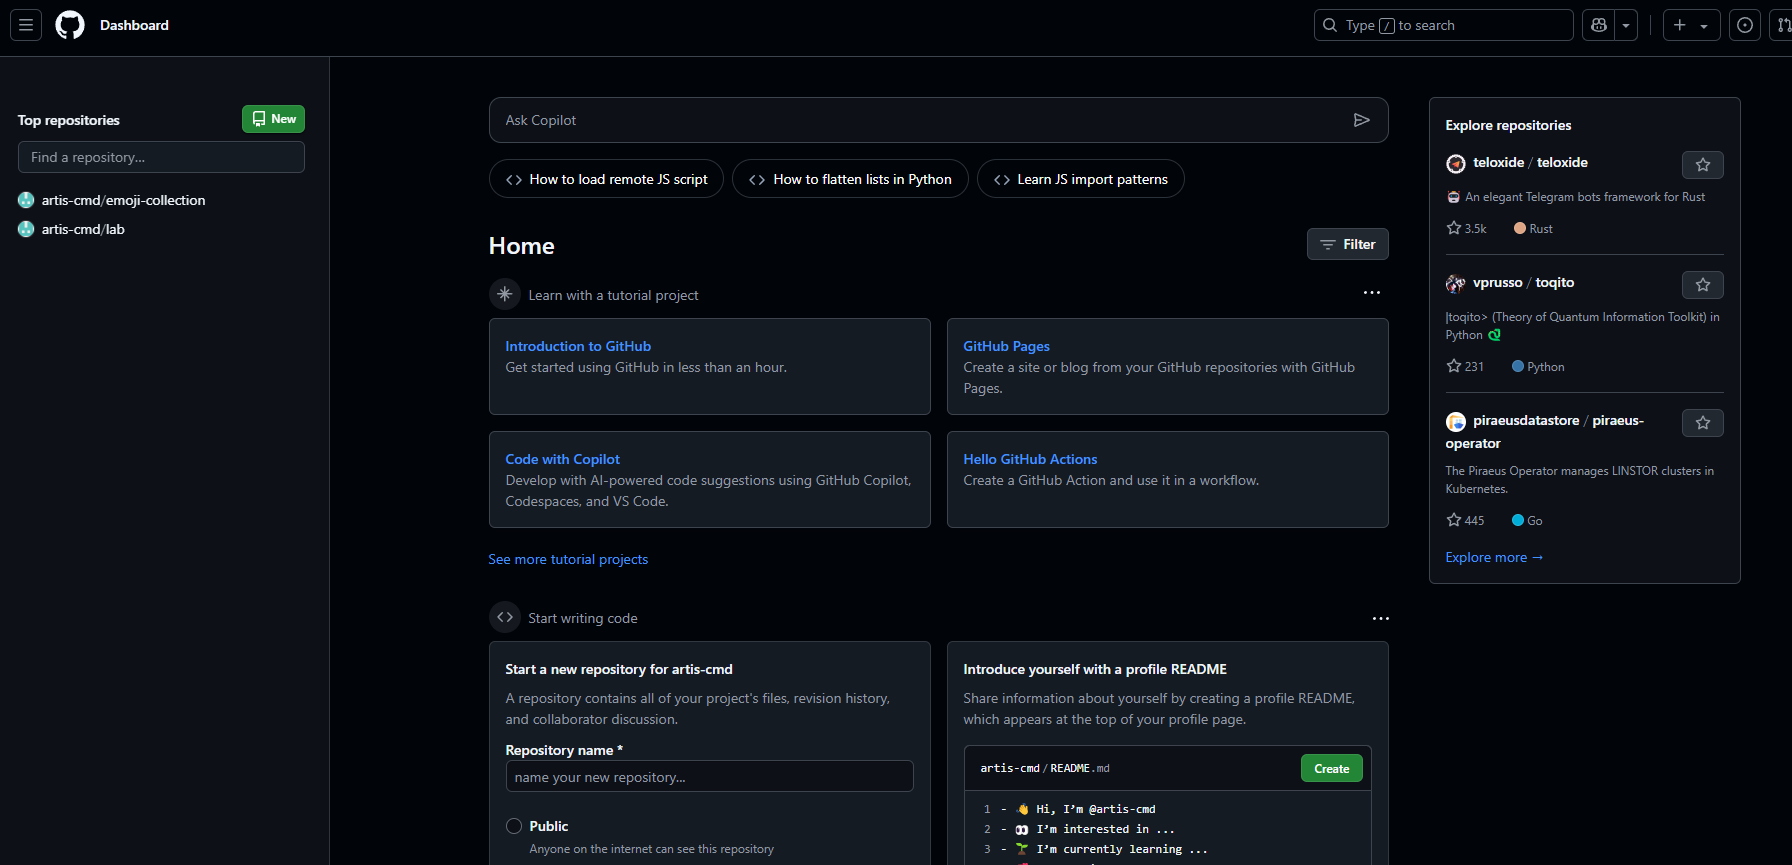 Dashboard
Type / to search
Top repositories
New
Find a repository...
artis-cmd/emoji-collection
artis-cmd/lab
Ask Copilot
How to load remote JS script
How to flatten lists in Python
Learn JS import patterns
Home
Filter
Learn with a tutorial project
Introduction to GitHub
Get started using GitHub in less than an hour.
GitHub Pages
Create a site or blog from your GitHub repositories with GitHub
Pages.
Code with Copilot
Develop with AI-powered code suggestions using GitHub Copilot,
Codespaces, and VS Code.
Hello GitHub Actions
Create a GitHub Action and use it in a workflow.
See more tutorial projects
Start writing code
Start a new repository for artis-cmd
A repository contains all of your project's files, revision history,
and collaborator discussion.
Repository name *
name your new repository...
Public
Anyone on the internet can see this repository
Introduce yourself with a profile README
Share information about yourself by creating a profile README,
which appears at the top of your profile page.
artis-cmd/README.md
Create
1 - 👋 Hi, I’m @artis-cmd
2 - 👀 I’m interested in ...
3 - 🌱 I’m currently learning ...
Explore repositories
teloxide / teloxide
🤖 An elegant Telegram bots framework for Rust
3.5k
Rust
vprusso / toqito
|toqito> (Theory of Quantum Information Toolkit) in
Python
231
Python
piraeusdatastore / piraeus-
operator
The Piraeus Operator manages LINSTOR clusters in
Kubernetes.
445
Go
Explore more →